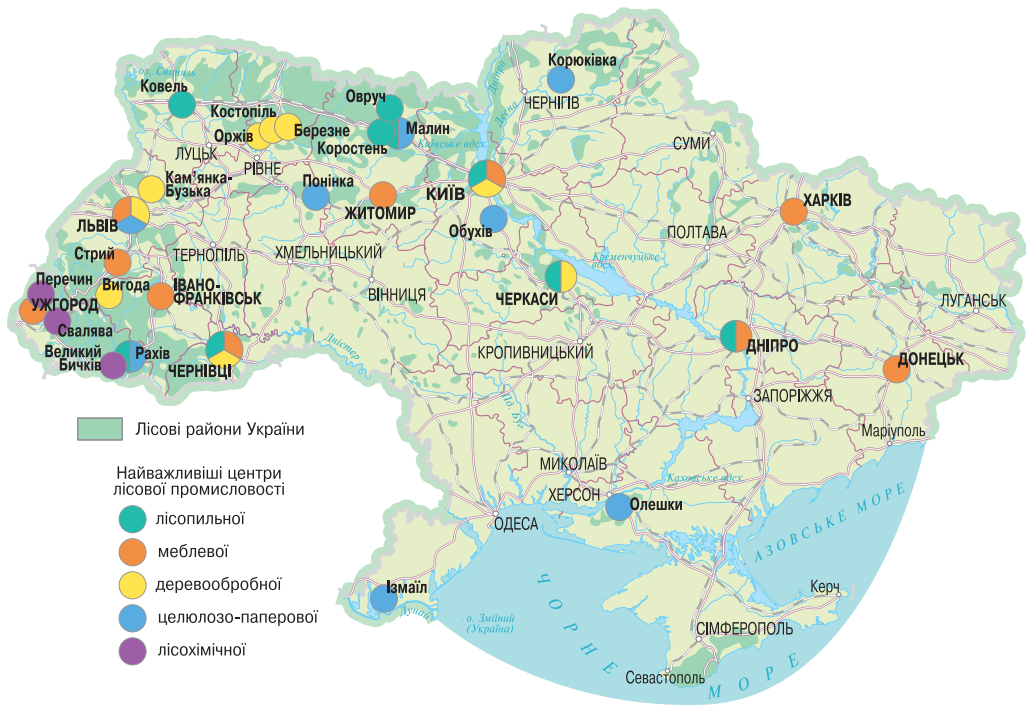 Корюківка
оз. Світязь
Ковель
Дніпро
Десна
ЧЕРНІГІВ
Овруч
Костопіль
Оржів
Березне
Малин
Коростень
Київське вдсх.
ЛУЦЬК
РІВНЕ
СУМИ
Кам’янка-
Бузька
Понінка
ЖИТОМИР
КИЇВ
ХАРКІВ
ЛЬВІВ
Обухів
ПОЛТАВА
Стрий
ТЕРНОПІЛЬ
ХМЕЛЬНИЦЬКИЙ
Кременчуцьке
вдсх.
Перечин
Вигода
ІВАНО-
ФРАНКІВСЬК
ВІННИЦЯ
ЧЕРКАСИ
ЛУГАНСЬК
УЖГОРОД
Свалява
Великий
Бичків
Рахів
ЧЕРНІВЦІ
Дністер
КРОПИВНИЦЬКИЙ
ДНІПРО
ДОНЕЦЬК
Пд. Буг
ЗАПОРІЖЖЯ
Лісові райони України
Маріуполь
Найважливіші центри
лісової промисловості
лісопильної
меблевої
деревообробної
целюлозо-паперової
лісохімічної
МИКОЛАЇВ
Каховське вдсх.
ХЕРСОН
Олешки
ОДЕСА
АЗОВСЬКЕ МОРЕ
Ізмаїл
Дунай
о. Зміїний
(Україна)
Керч
СІМФЕРОПОЛЬ
Севастополь
ЧОРНЕ МОРЕ